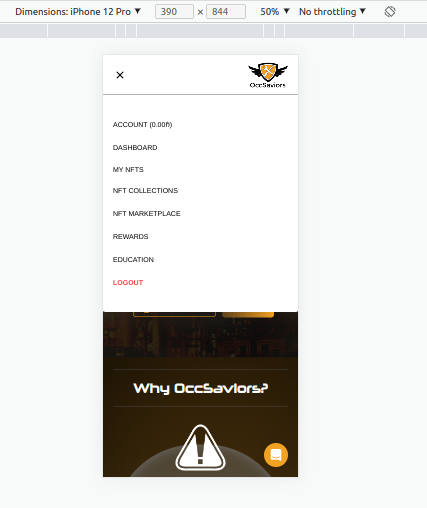 Dimensions: iPhone 12 Pro ▼ 390 × 844 50% ▼ No throttling ▼
× OccSaviors
ACCOUNT (0.00ℏ)
DASHBOARD
MY NFTS
NFT COLLECTIONS
NFT MARKETPLACE
REWARDS
EDUCATION
LOGOUT
Why OccSaviors?